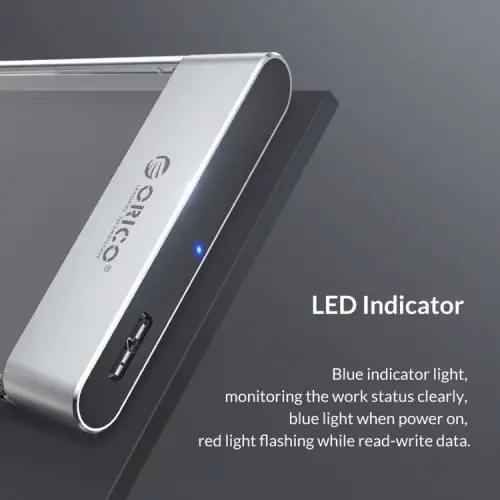 ORICO®
LED Indicator
Blue indicator light,
monitoring the work status clearly,
blue light when power on,
red light flashing while read-write data.